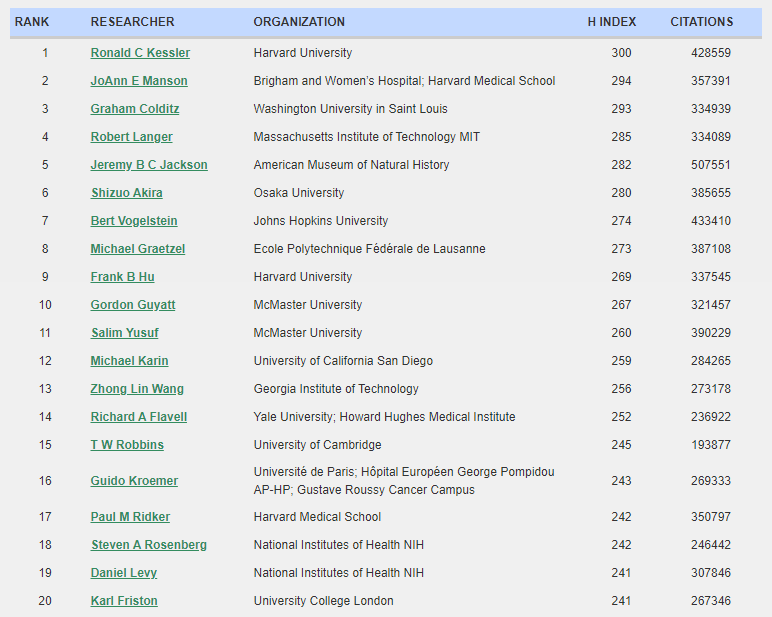 RANK RESEARCHER ORGANIZATION H INDEX CITATIONS
1 Ronald C Kessler Harvard University 300 428559
2 JoAnn E Manson Brigham and Women’s Hospital; Harvard Medical School 294 357391
3 Graham Colditz Washington University in Saint Louis 293 334939
4 Robert Langer Massachusetts Institute of Technology MIT 285 334089
5 Jeremy B C Jackson American Museum of Natural History 282 507551
6 Shizuo Akira Osaka University 280 385655
7 Bert Vogelstein Johns Hopkins University 274 433410
8 Michael Graetzel Ecole Polytechnique Fédérale de Lausanne 273 387108
9 Frank B Hu Harvard University 269 337545
10 Gordon Guyatt McMaster University 267 321457
11 Salim Yusuf McMaster University 260 390229
12 Michael Karin University of California San Diego 259 284265
13 Zhong Lin Wang Georgia Institute of Technology 256 273178
14 Richard A Flavell Yale University; Howard Hughes Medical Institute 252 236922
15 T W Robbins University of Cambridge 245 193877
16 Guido Kroemer Université de Paris; Hôpital Européen George Pompidou 243 269333
AP-HP; Gustave Roussy Cancer Campus
17 Paul M Ridker Harvard Medical School 242 350797
18 Steven A Rosenberg National Institutes of Health NIH 242 246442
19 Daniel Levy National Institutes of Health NIH 241 307846
20 Karl Friston University College London 241 267346